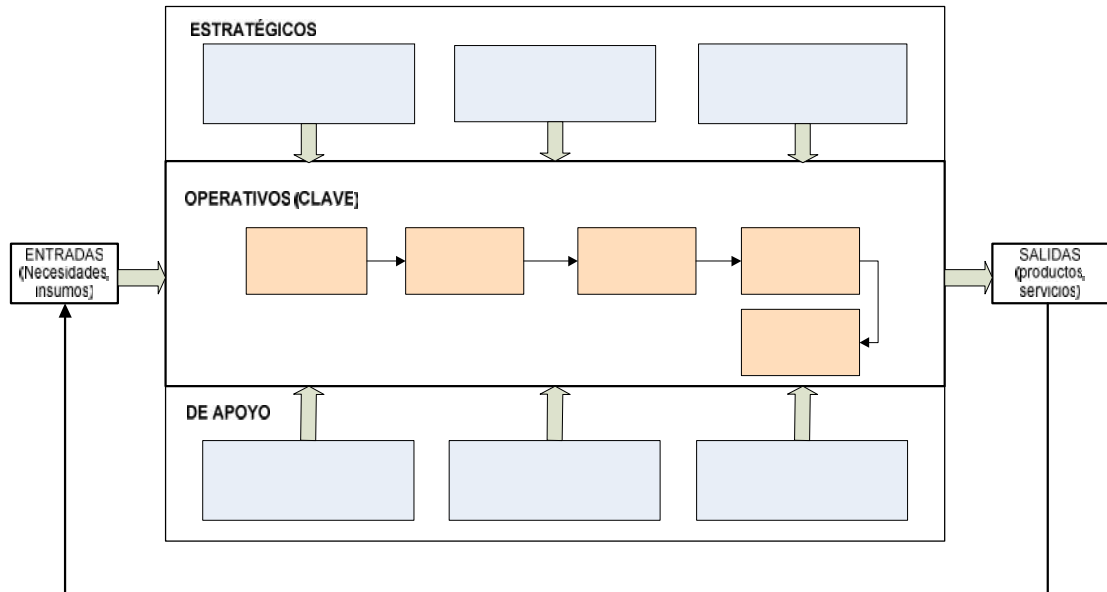 ESTRATÉGICOS
OPERATIVOS (CLAVE)
ENTRADAS
(Necesidades,
insumos)
SALIDAS
(productos,
servicios)
DE APOYO